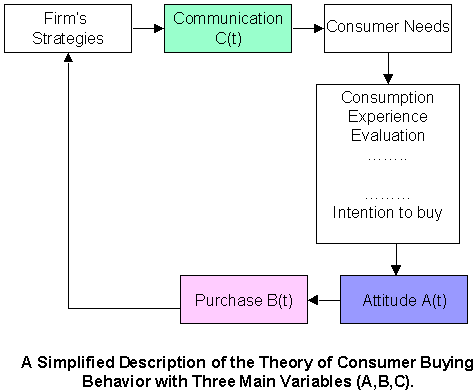 Firm's
Strategies
Communication
C(t)
Consumer Needs
Consumption
Experience
Evaluation
........
.........
Intention to buy
Purchase B(t)
Attitude A(t)
A Simplified Description of the Theory of Consumer Buying
Behavior with Three Main Variables (A,B,C).